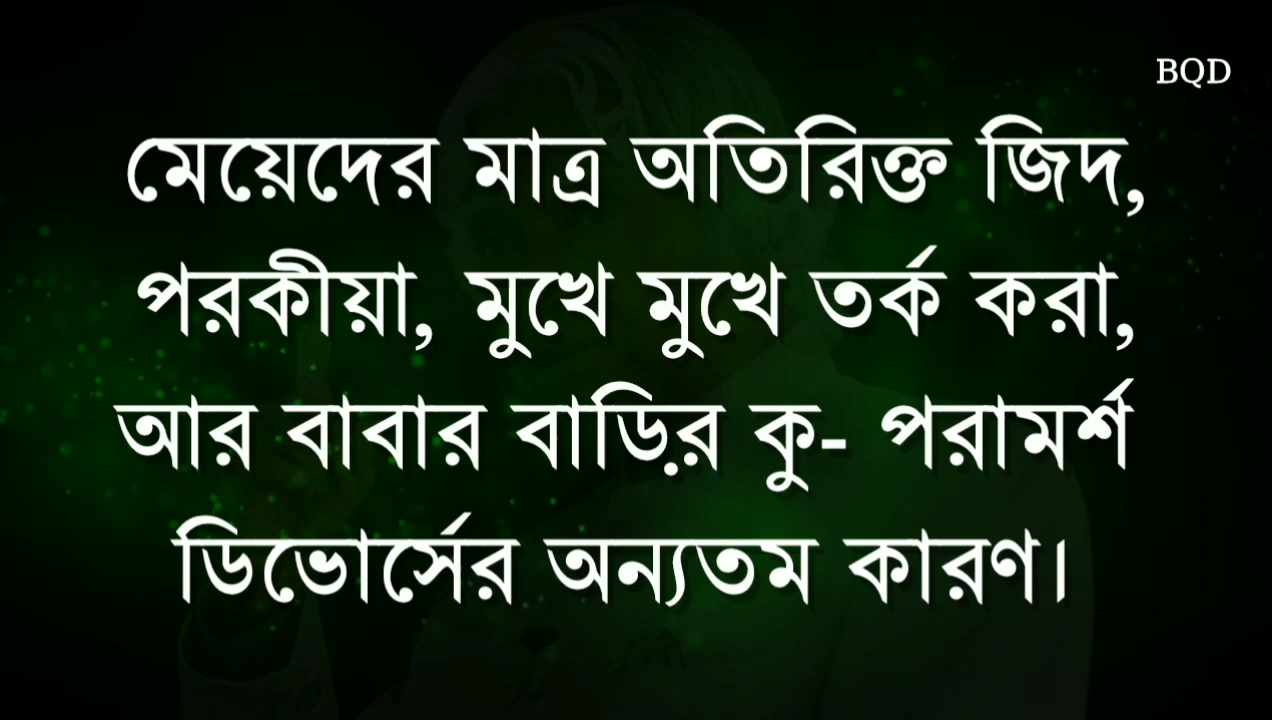 BQD
মেয়েদের মাত্র অতিরিক্ত জিদ,
পরকীয়া, মুখে মুখে তর্ক করা,
আর বাবার বাড়ির কু- পরামর্শ
ডিভোর্সের অন্যতম কারণ।